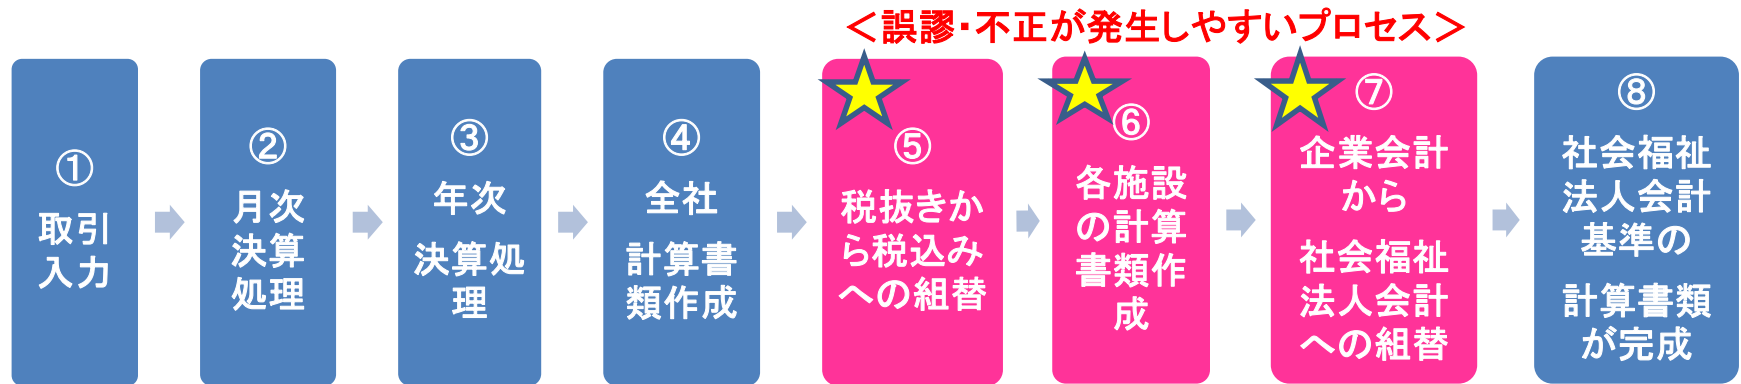 ＜誤謬・不正が発生しやすいプロセス＞
①
取引
入力
②
月次
決算
処理
③
年次
決算処
理
④
全社
計算書
類作成
⑤
税抜きか
ら税込み
への組替
⑥
各施設
の計算
書類作
成
⑦
企業会計
から
社会福祉
法人会計
への組替
⑧
社会福祉
法人会計
基準の
計算書類
が完成